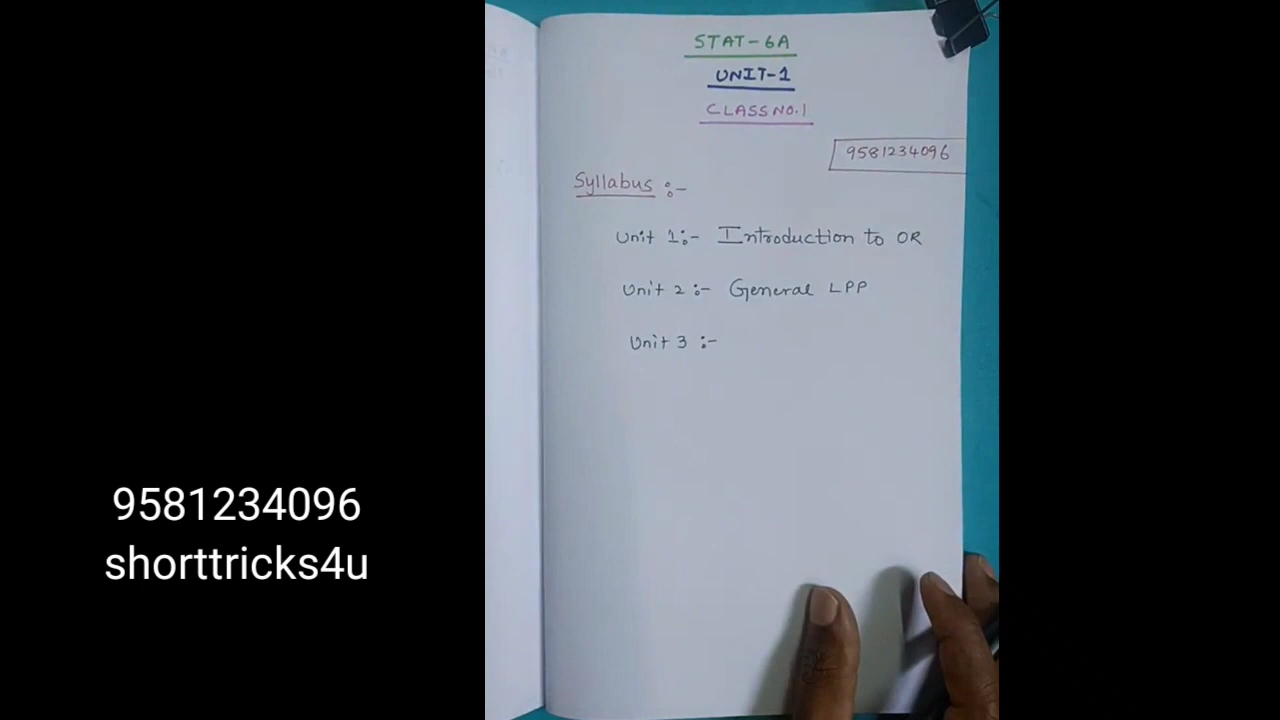 STAT-6A
UNIT-1
CLASS NO.1
9581234096
Syllabus :-
Unit 1:- Introduction to OR
Unit 2 :- General LPP
Unit 3 :-
9581234096
shorttricks4u